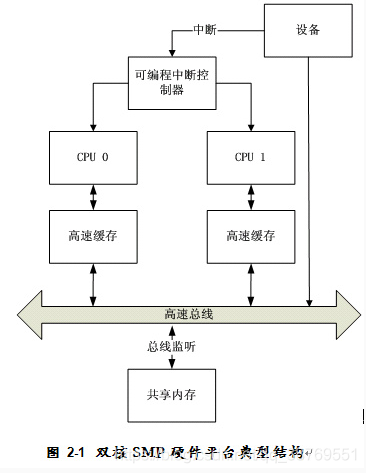 中断
设备
可编程中断控
制器
CPU 0
CPU 1
高速缓存
高速缓存
高速总线
总线监听
共享内存
图 2-1 双核 SMP 硬件平台典型结构